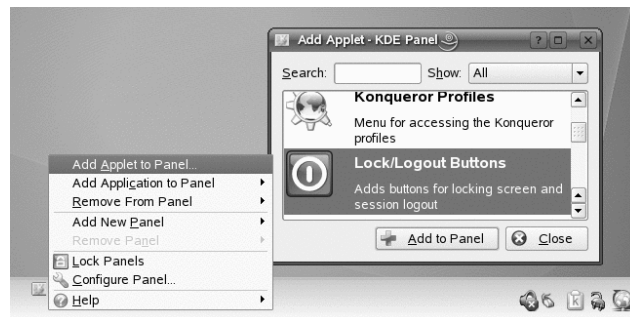 Add Applet - KDE Panel
Search:
Show: All
Konqueror Profiles
Menu for accessing the Konqueror
profiles
Lock/Logout Buttons
Adds buttons for locking screen and
session logout
Add to Panel
Close
Add Applet to Panel...
Add Application to Panel
Remove From Panel
Add New Panel
Remove Panel
Lock Panels
Configure Panel...
Help